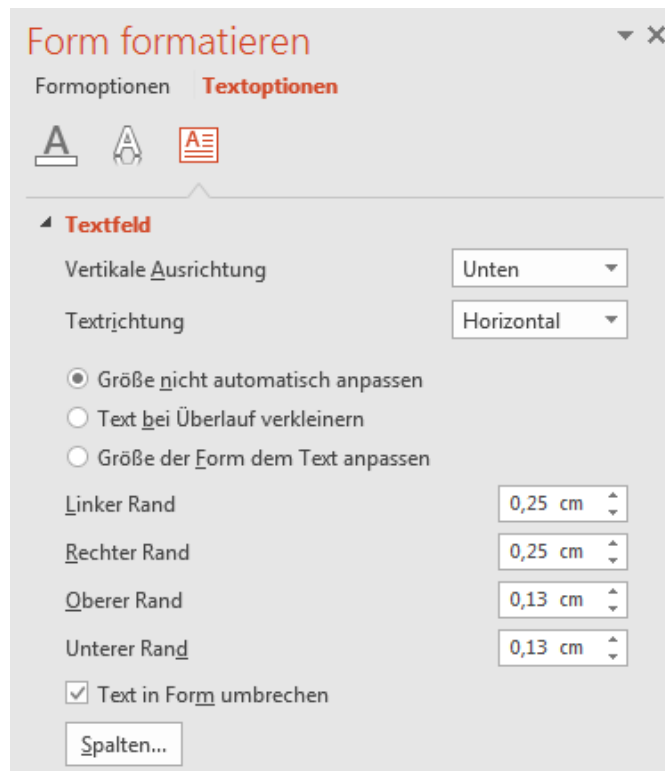 Form formatieren
Formoptionen Textoptionen
A A A
Textfeld
Vertikale Ausrichtung Unten
Textrichtung Horizontal
Größe nicht automatisch anpassen
Text bei Überlauf verkleinern
Größe der Form dem Text anpassen
Linker Rand 0,25 cm
Rechter Rand 0,25 cm
Oberer Rand 0,13 cm
Unterer Rand 0,13 cm
Text in Form umbrechen
Spalten...